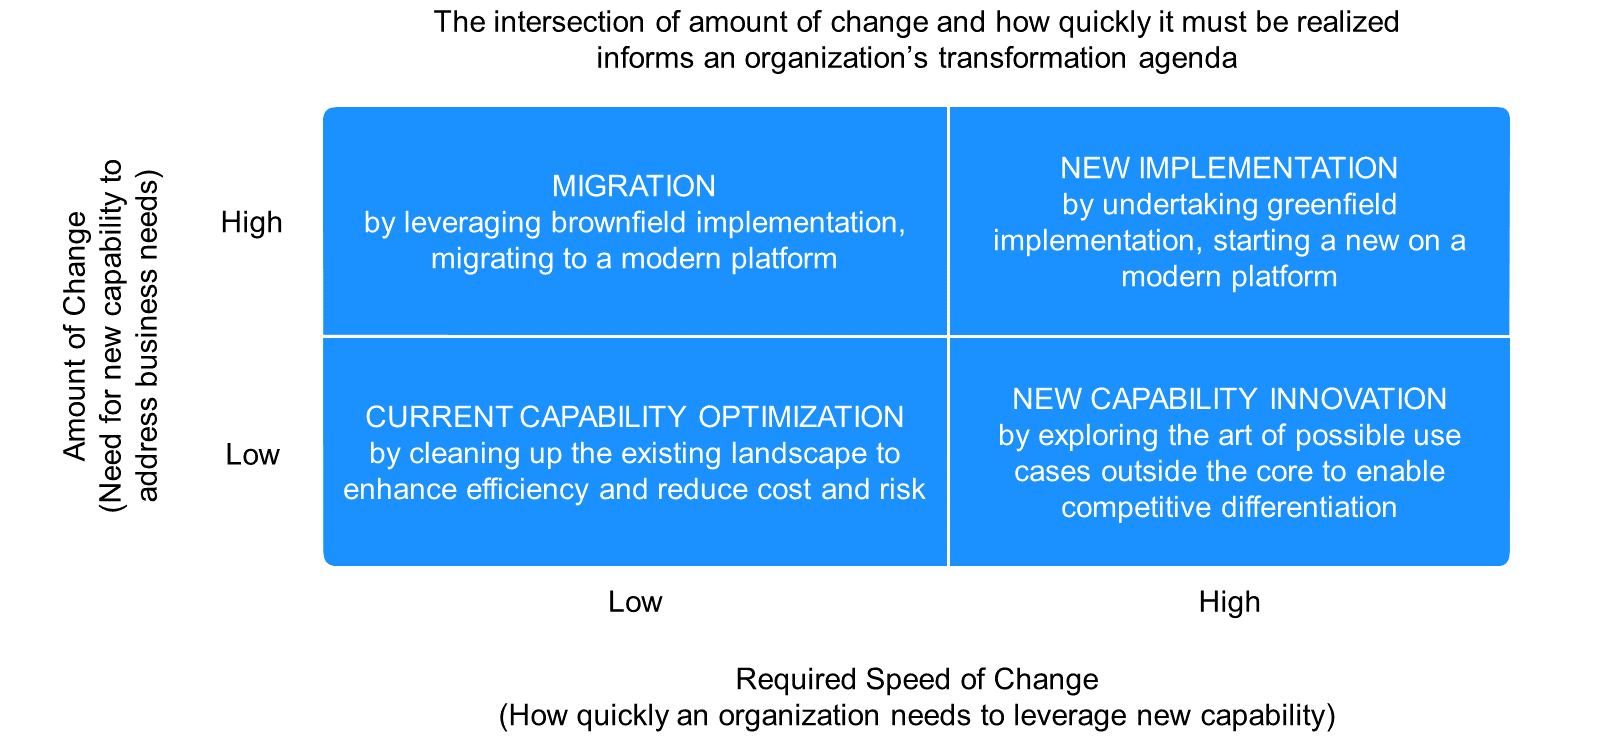 The intersection of amount of change and how quickly it must be realized
informs an organization’s transformation agenda
Amount of Change
(Need for new capability to
address business needs)
High
MIGRATION
by leveraging brownfield implementation,
migrating to a modern platform
NEW IMPLEMENTATION
by undertaking greenfield
implementation, starting a new on a
modern platform
Low
CURRENT CAPABILITY OPTIMIZATION
by cleaning up the existing landscape to
enhance efficiency and reduce cost and risk
NEW CAPABILITY INNOVATION
by exploring the art of possible use
cases outside the core to enable
competitive differentiation
Low
High
Required Speed of Change
(How quickly an organization needs to leverage new capability)